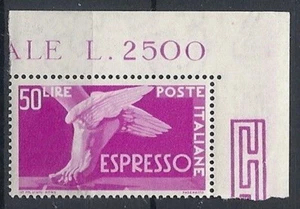 ALE L. 2500
50 LIRE POSTE ITALIANE
ESPRESSO